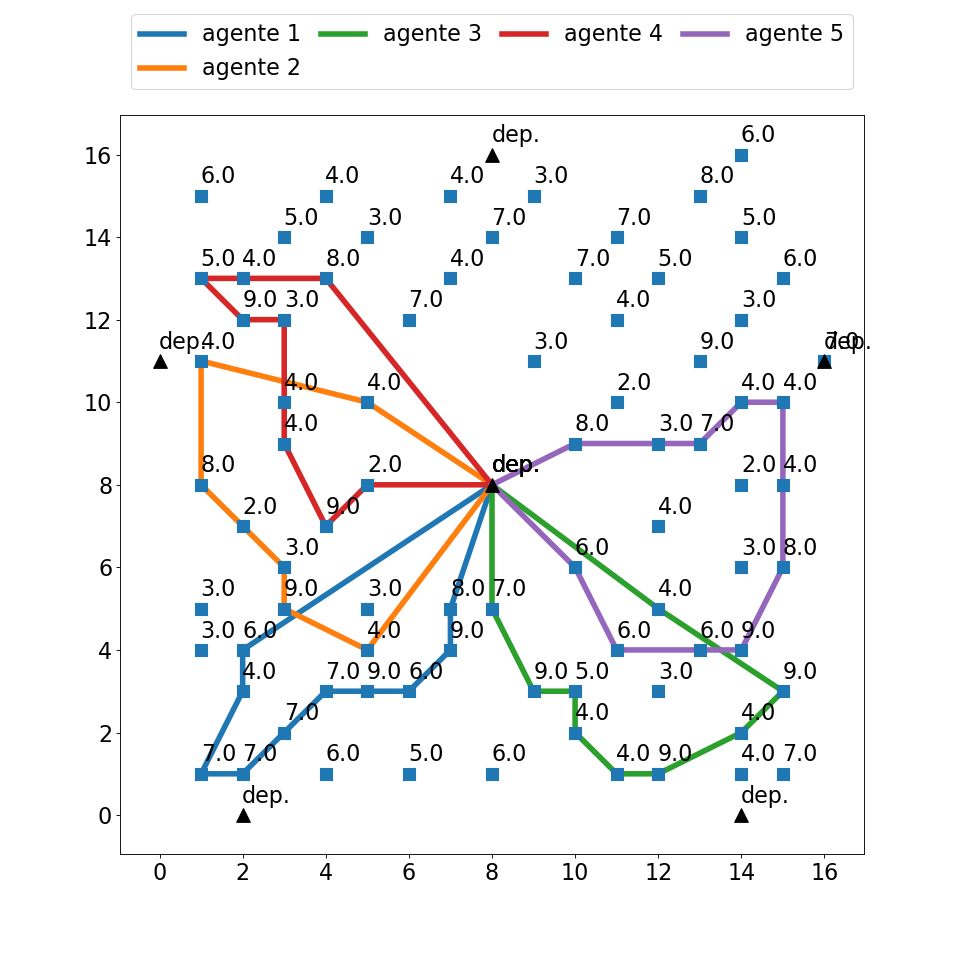 agente 1 agente 3 agente 4 agente 5
agente 2
dep. 6.0
16
6.0 4.0 4.0 3.0 8.0
5.0 3.0 7.0 7.0 5.0
14
5.0 4.0 8.0 4.0 7.0 5.0 6.0
9.0 3.0 7.0 4.0 3.0
12
dep. 4.0 3.0 9.0 7.0 dep.
4.0 4.0 2.0 4.0 4.0
10
4.0 8.0 3.0 7.0
8.0 2.0 dep. dep. 2.0 4.0
8
2.0 9.0 4.0
3.0 6.0 3.0 8.0
6
3.0 9.0 3.0 8.0 7.0 4.0
3.0 6.0 4.0 9.0 6.0 6.0 9.0
4
4.0 7.0 9.0 6.0 9.0 5.0 3.0 9.0
7.0 4.0 4.0
2
7.0 7.0 6.0 5.0 6.0 4.0 9.0 4.0 7.0
dep. dep.
0
0 2 4 6 8 10 12 14 16